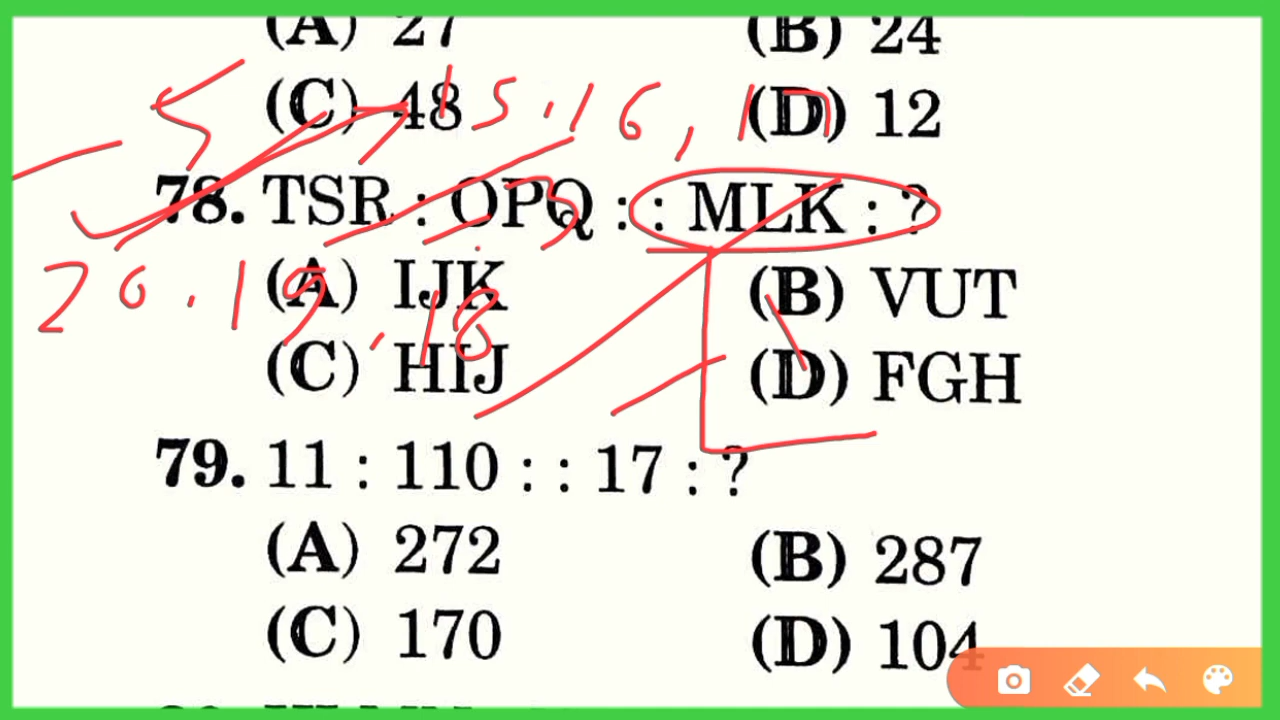 (A) 27 (B) 24
(C) 48 (D) 12
15.16, 17
78. TSR : OPQ : : MLK : ?
20.19, 18
(A) IJK (B) VUT
(C) HIJ (D) FGH
79. 11 : 110 : : 17 : ?
(A) 272 (B) 287
(C) 170 (D) 104